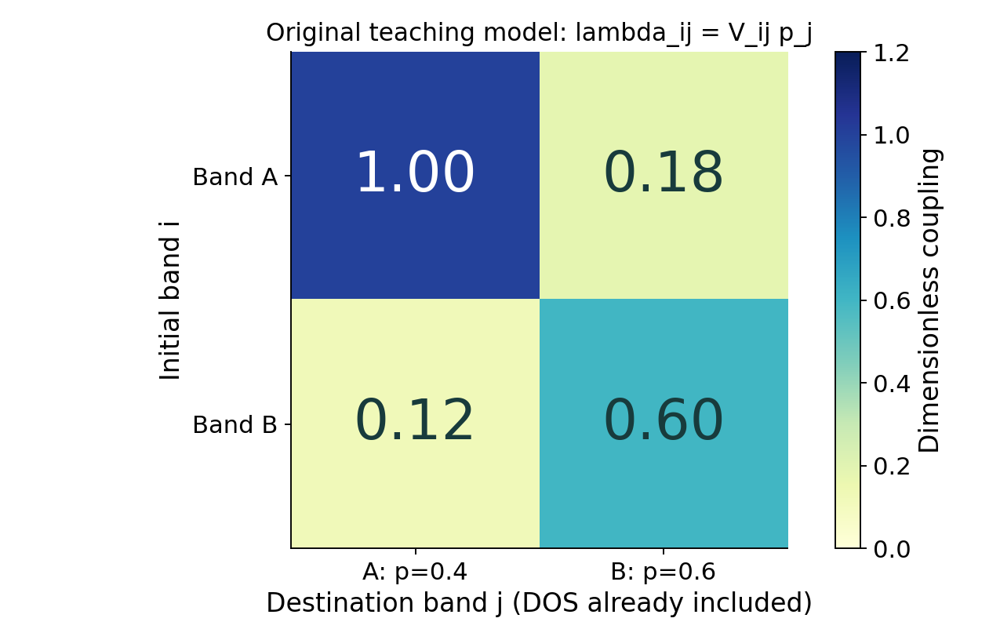 Original teaching model: lambda_ij = V_ij p_j
Initial band i
Band A
1.00
0.18
Band B
0.12
0.60
A: p=0.4
B: p=0.6
Destination band j (DOS already included)
1.2
1.0
0.8
0.6
0.4
0.2
0.0
Dimensionless coupling